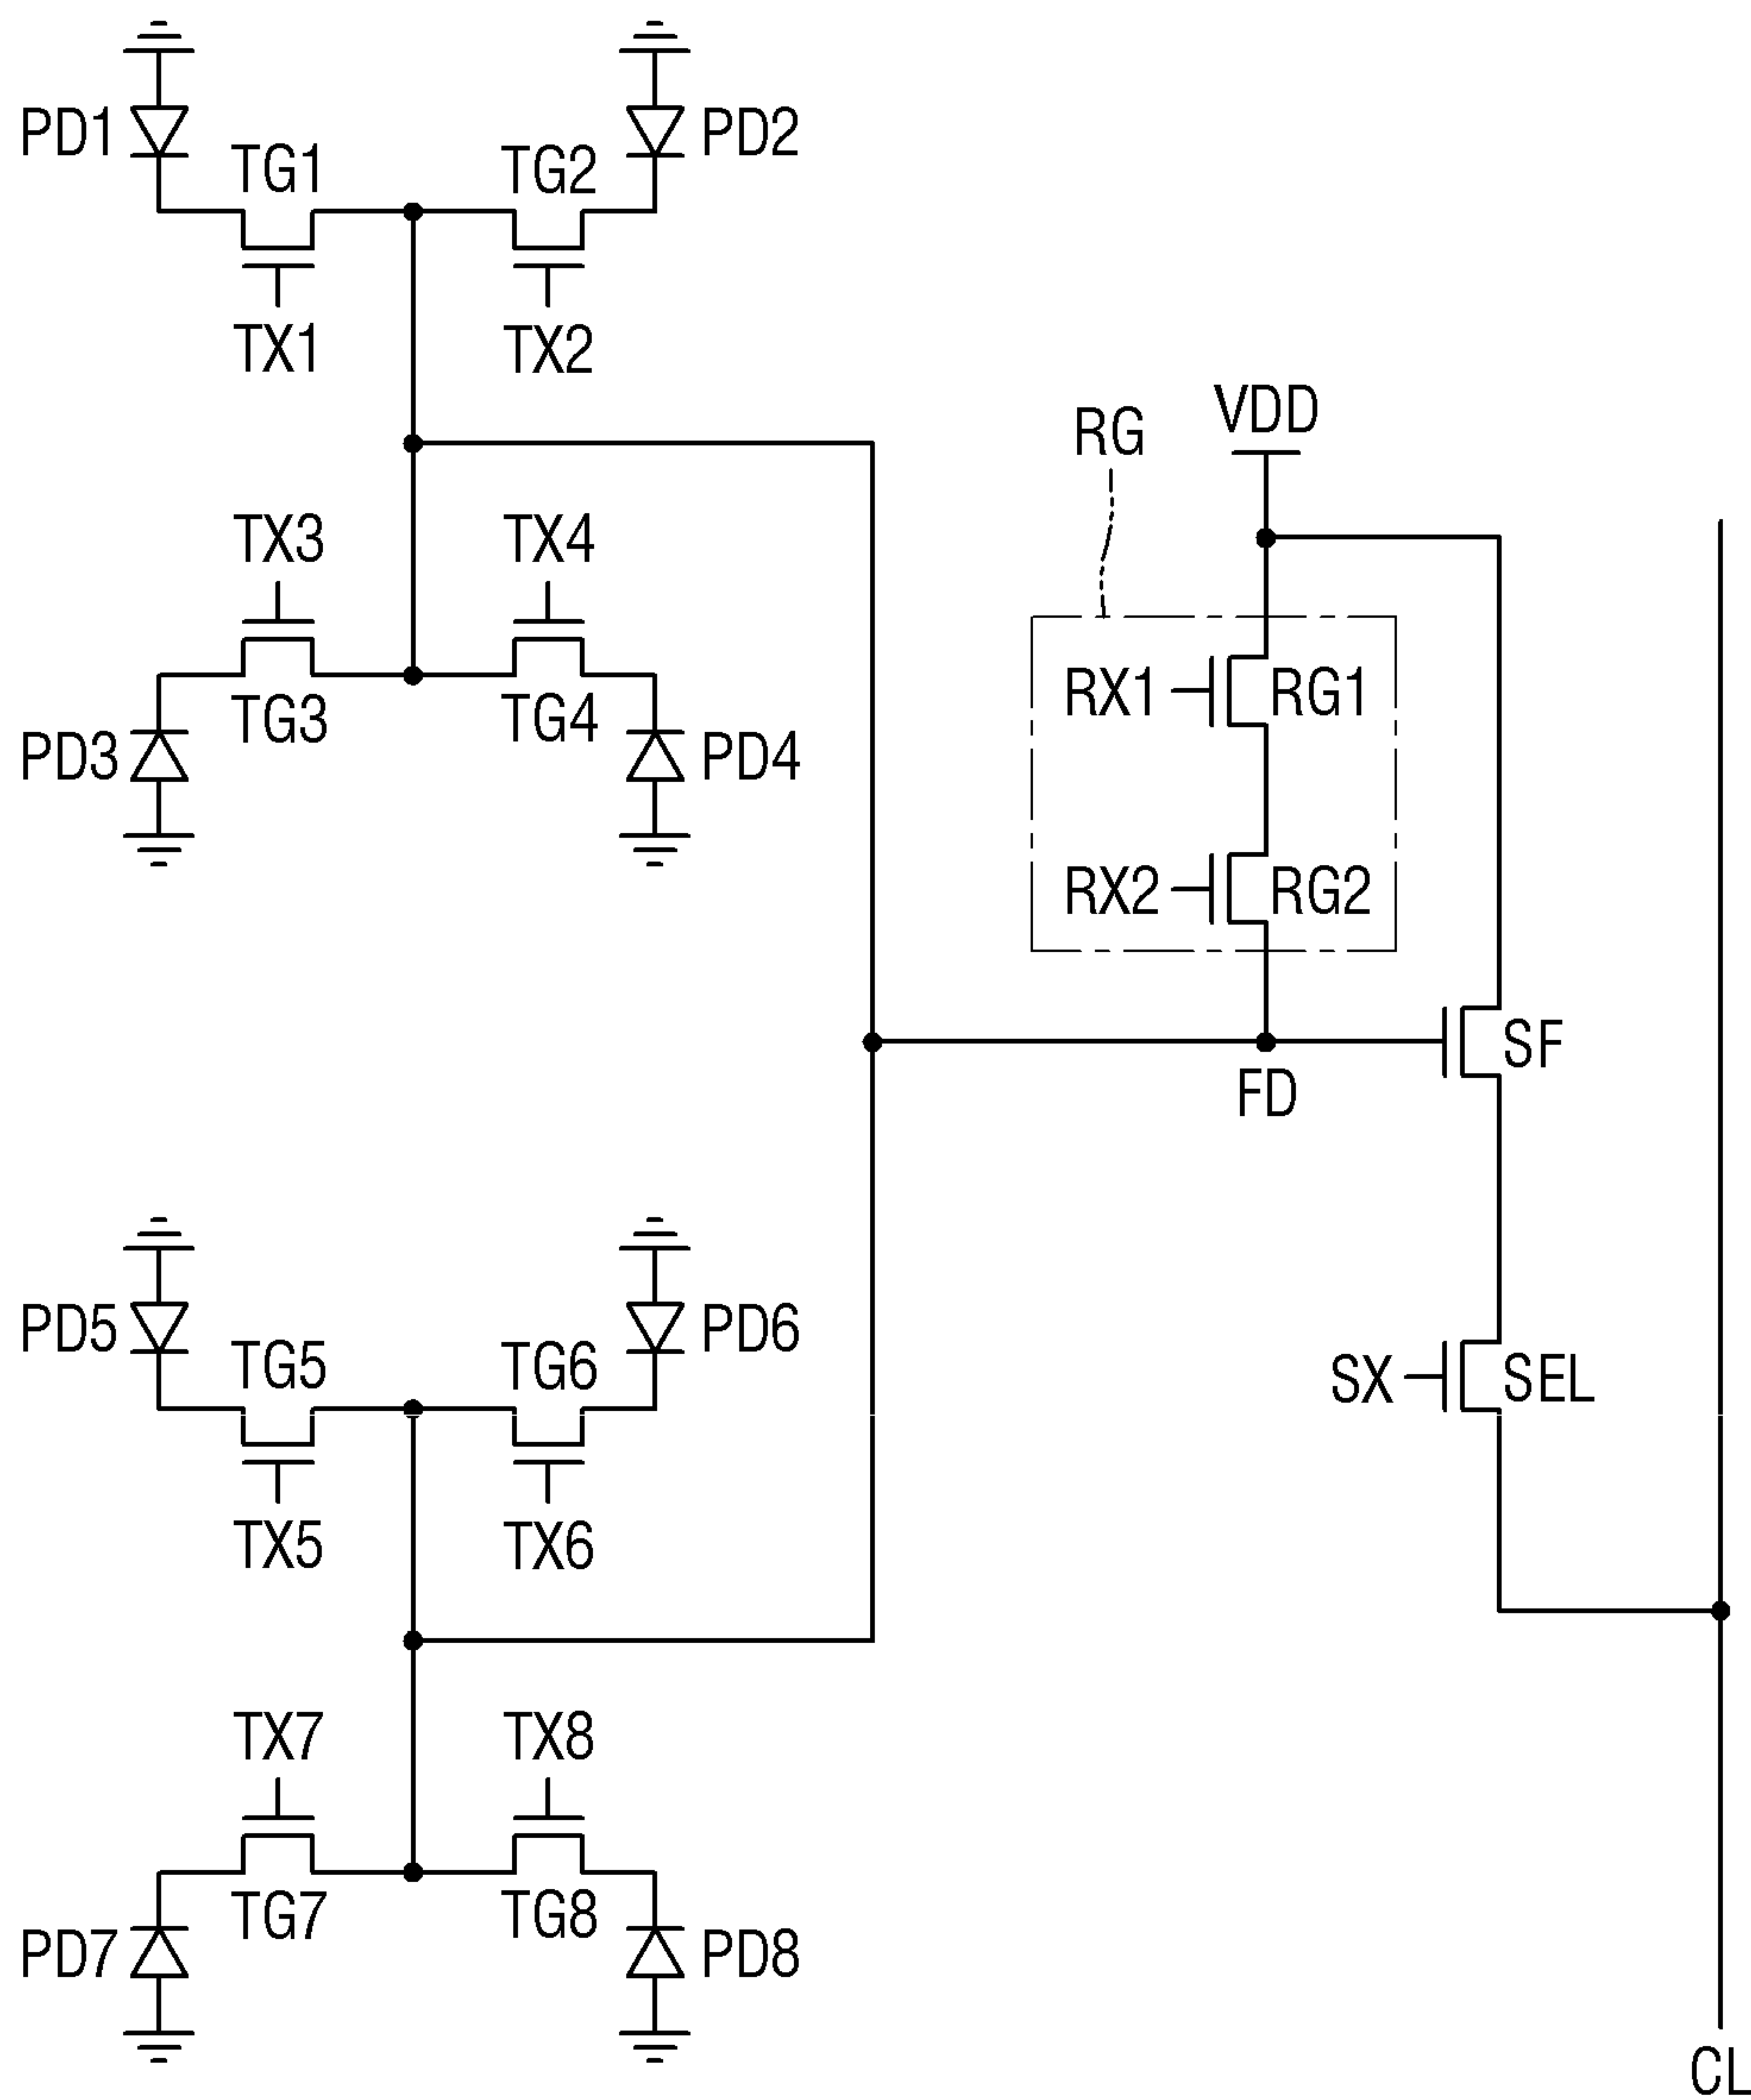 PD1 TG1 TG2 PD2
TX1 TX2
RG VDD
TX3 TX4
PD3 TG3 TG4 PD4
RX1 RG1
RX2 RG2
SF
FD
PD5 TG5 TG6 PD6
SX SEL
TX5 TX6
TX7 TX8
PD7 TG7 TG8 PD8
CL